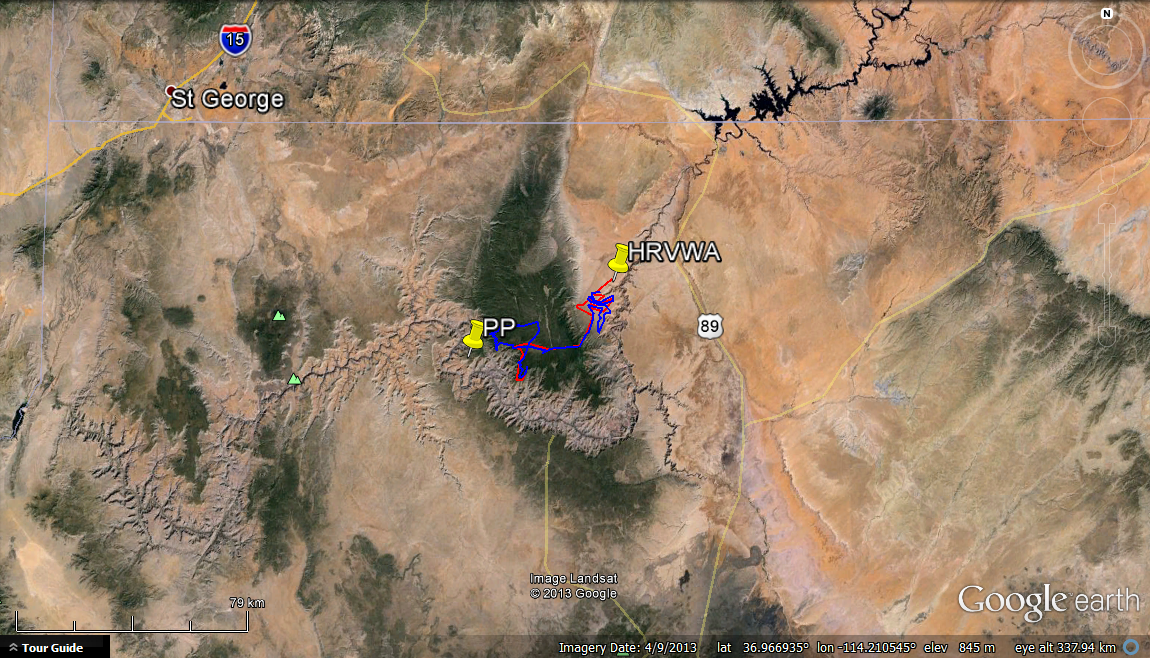 N
15
St George
HRVWA
PP
89
Image Landsat
© 2013 Google
Google earth
79 km
Tour Guide
Imagery Date: 4/9/2013 lat 36.966935° lon -114.210545° elev 845 m eye alt 337.94 km